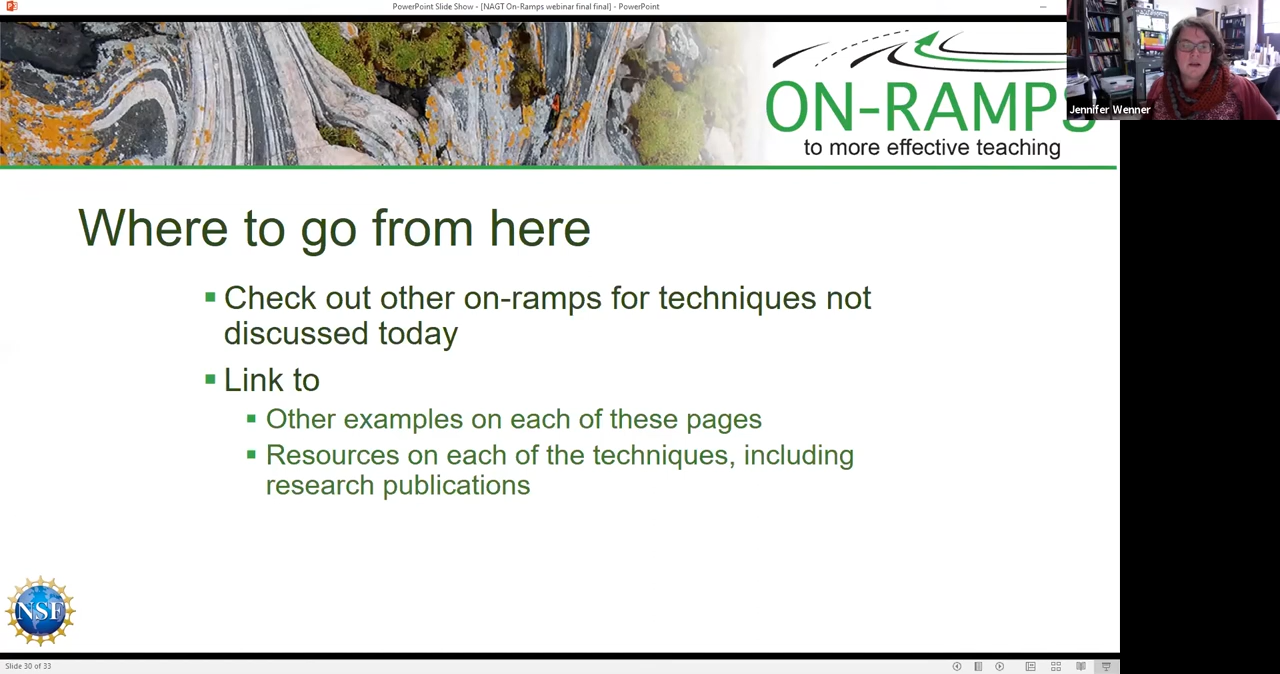 PowerPoint Slide Show - [NAGT On-Ramps webinar final final] - PowerPoint
ON-RAMPS
to more effective teaching
Jennifer Wenner
Where to go from here
Check out other on-ramps for techniques not
discussed today
Link to
Other examples on each of these pages
Resources on each of the techniques, including
research publications
NSF
Slide 30 of 33